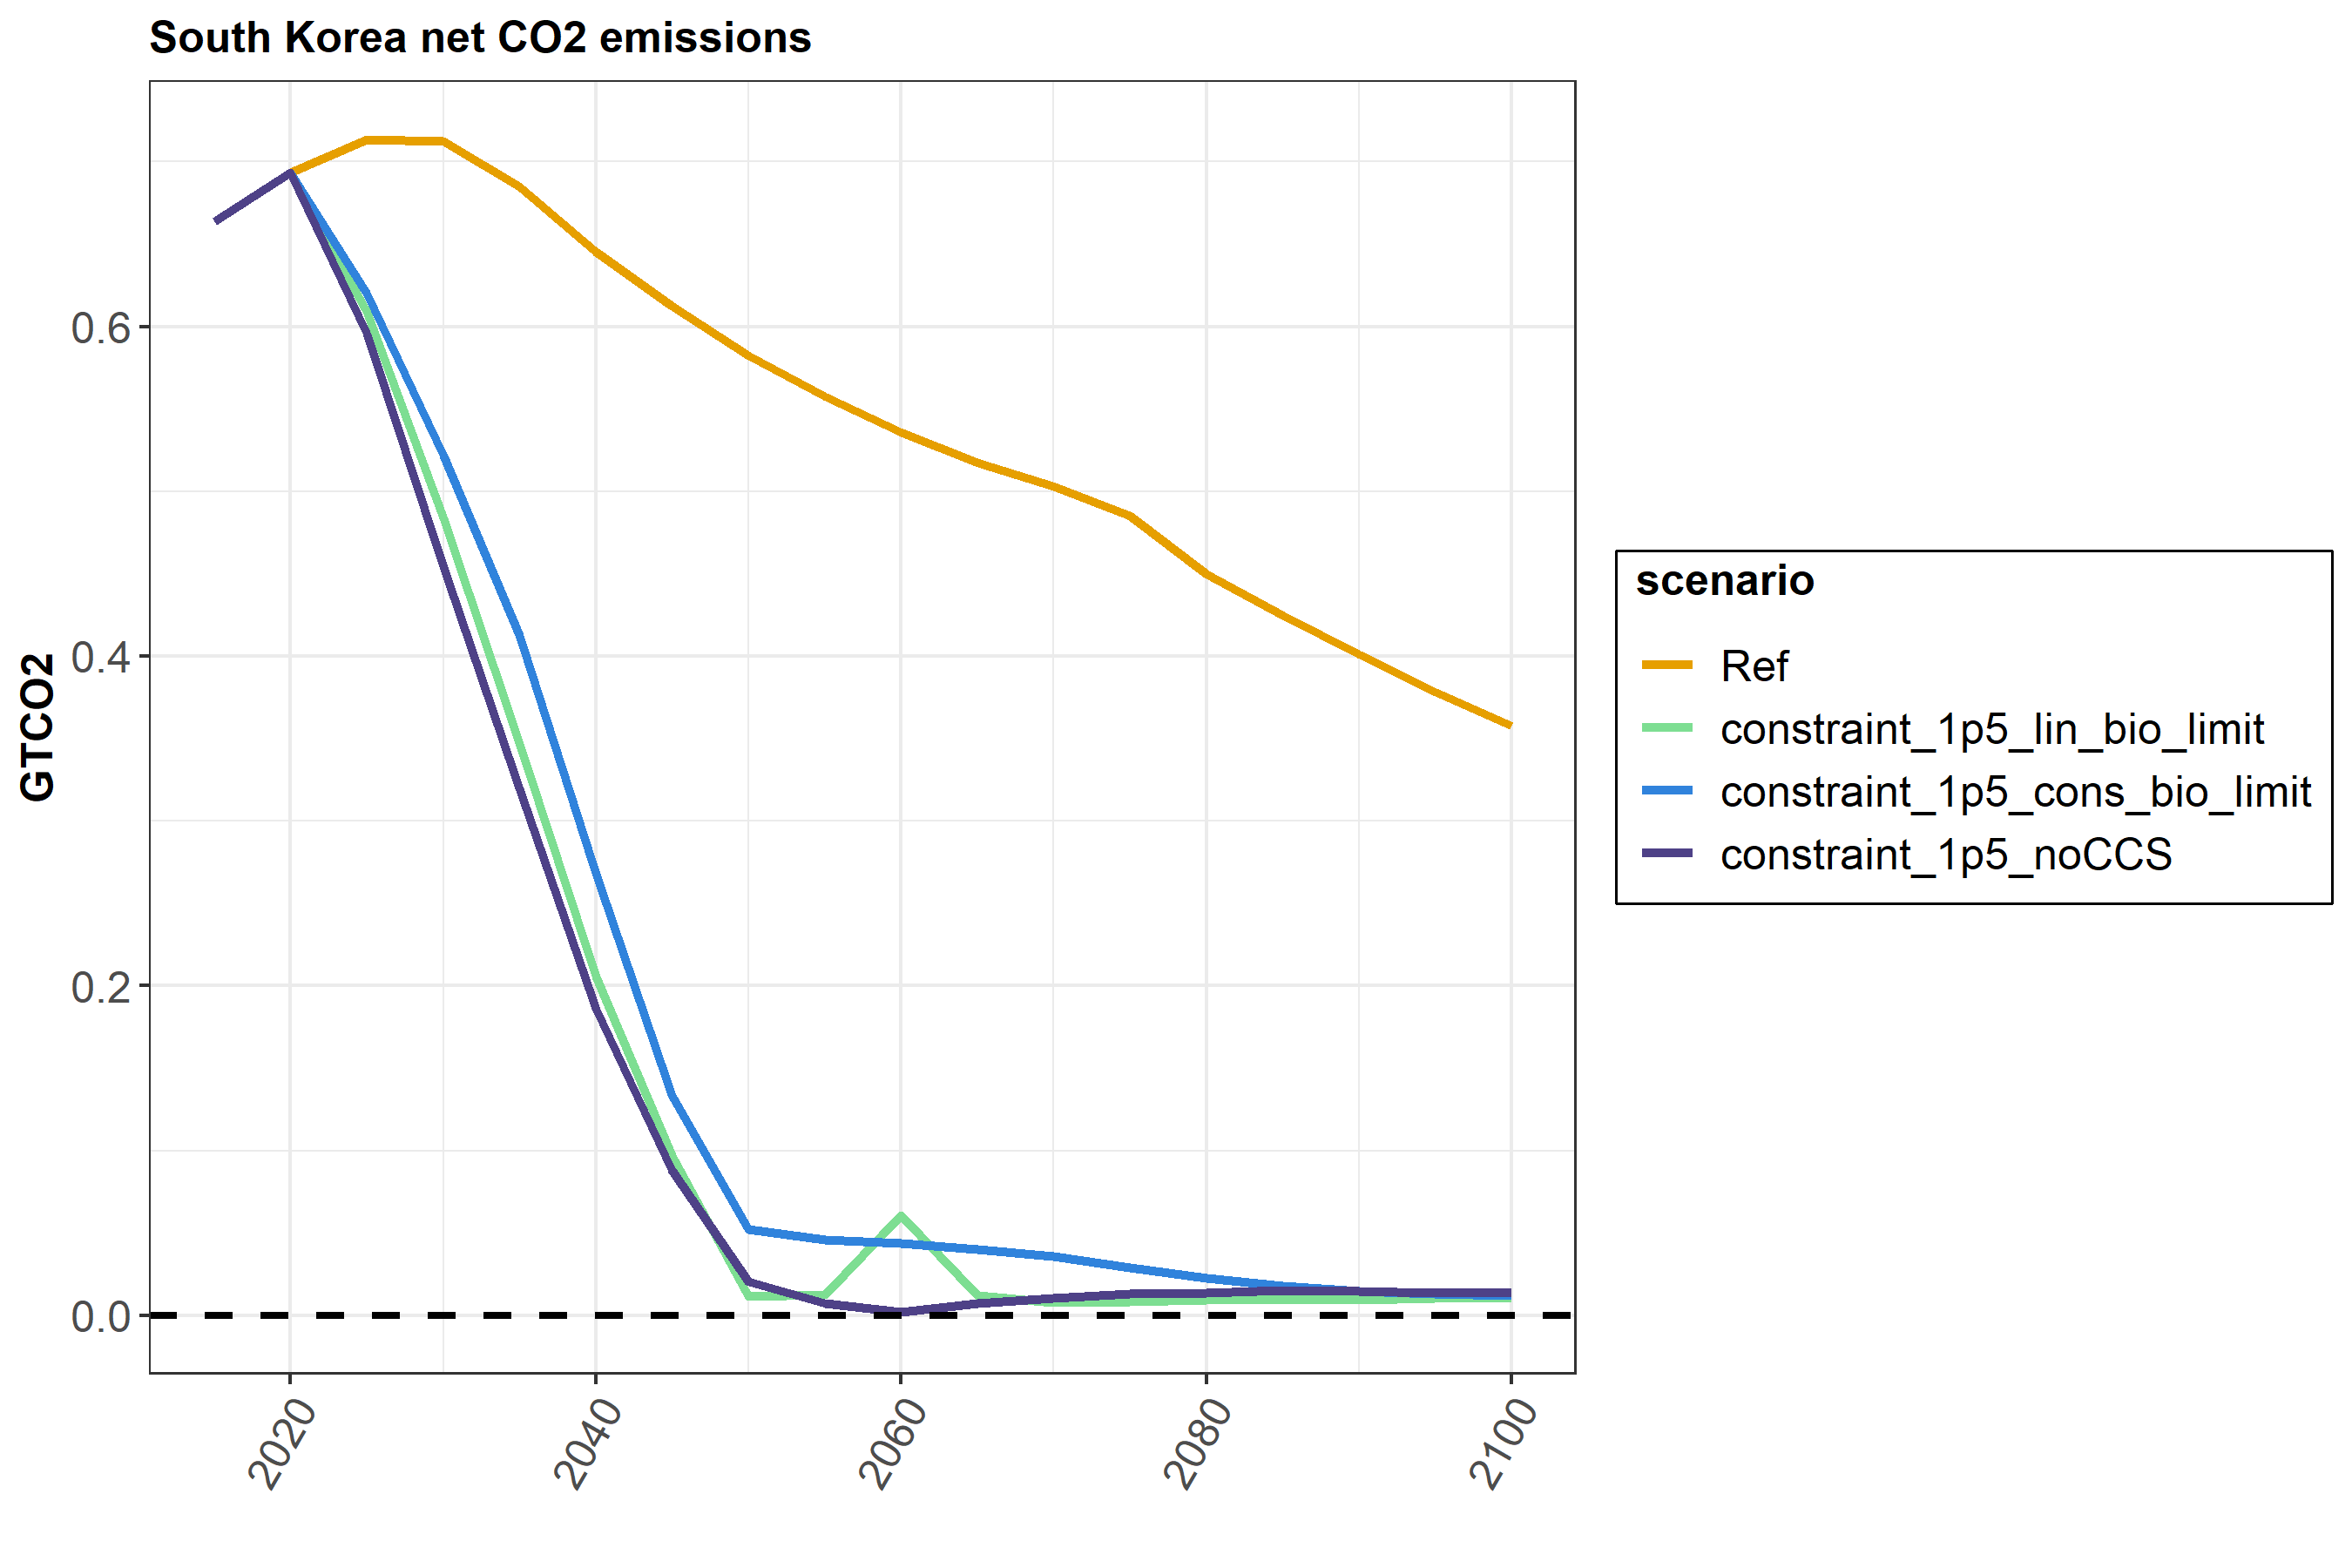 South Korea net CO2 emissions
GTCO2
0.6
0.4
0.2
0.0
2020
2040
2060
2080
2100
scenario
Ref
constraint_1p5_lin_bio_limit
constraint_1p5_cons_bio_limit
constraint_1p5_noCCS